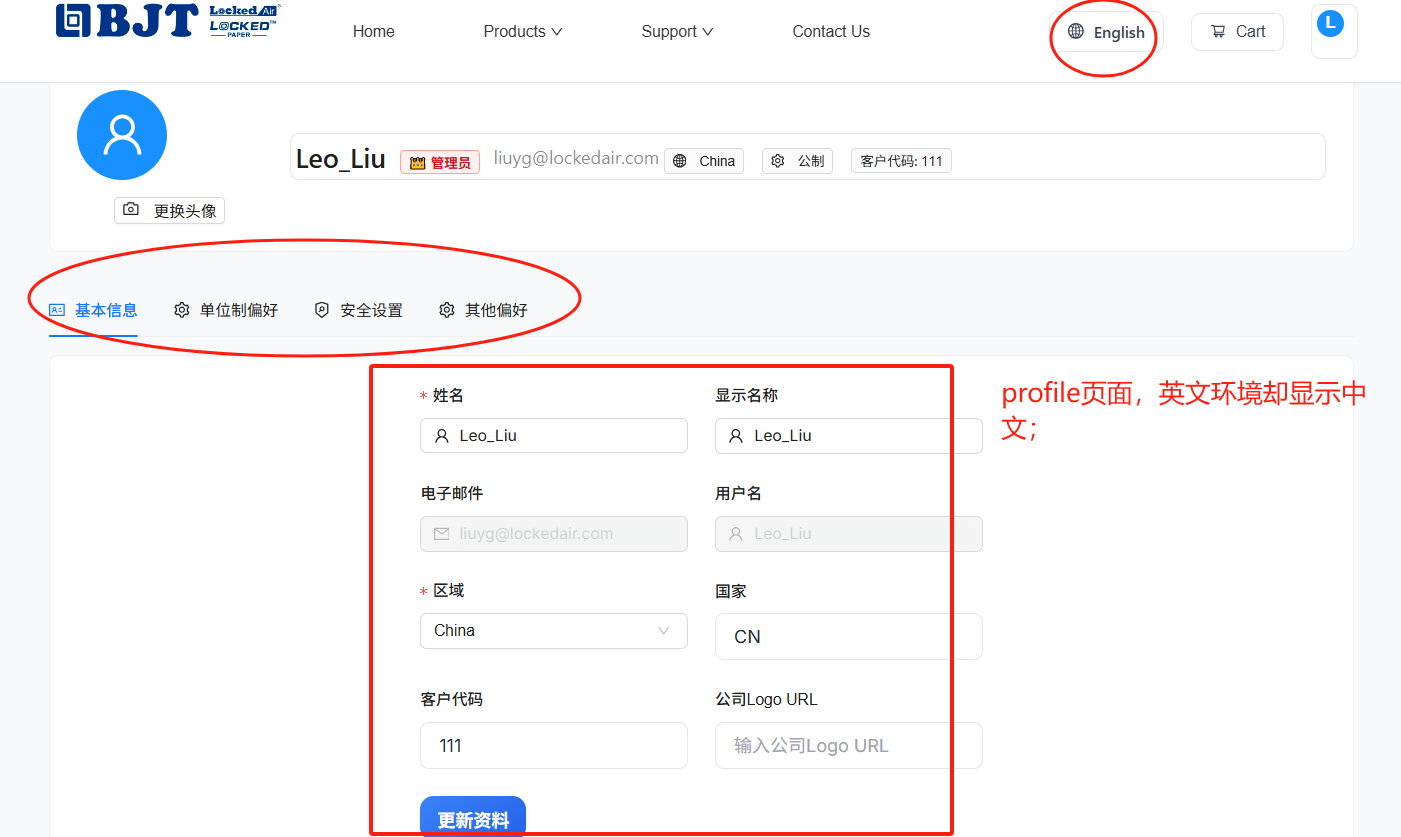 BJT Locked Air
LOCKED™
PAPER
Home Products Support Contact Us English Cart L
Leo_Liu 管理员 liuyg@lockedair.com China 公制 客户代码: 111
更换头像
基本信息 单位制偏好 安全设置 其他偏好
* 姓名 显示名称
Leo_Liu Leo_Liu
profile页面，英文环境却显示中
文；
电子邮件 用户名
liuyg@lockedair.com Leo_Liu
* 区域 国家
China CN
客户代码 公司Logo URL
111 输入公司Logo URL
更新资料